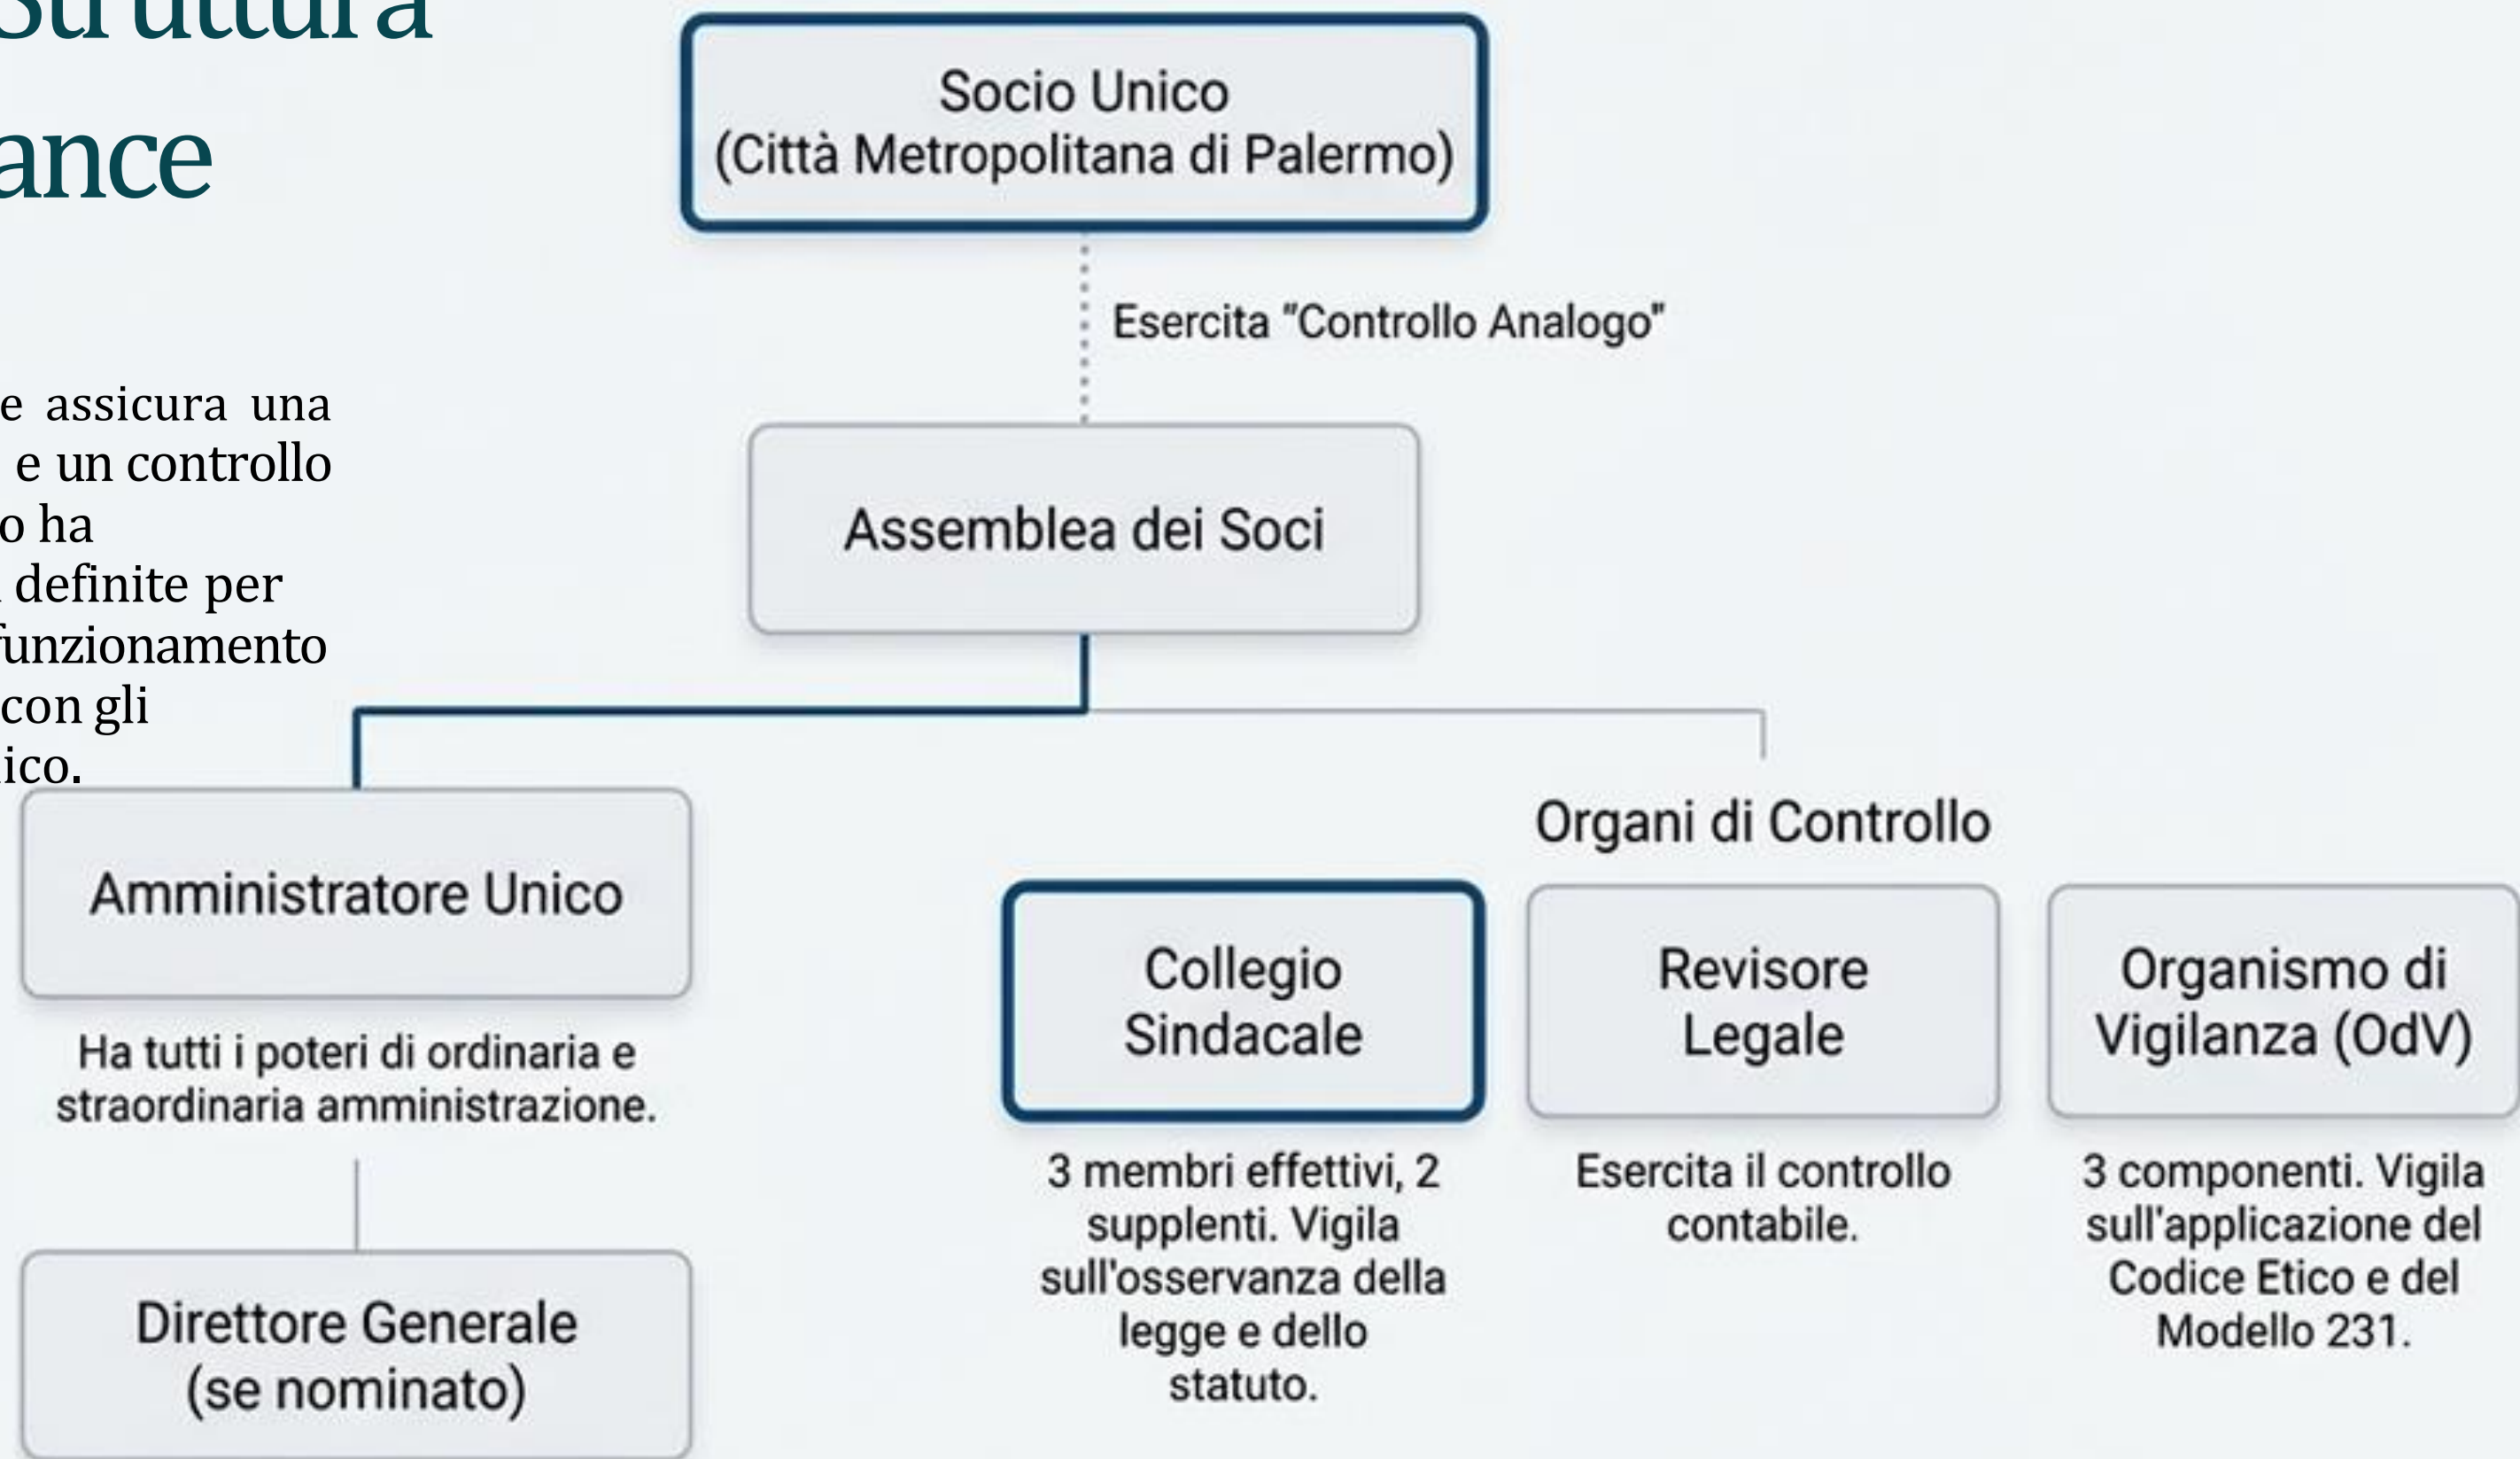 Struttura
ance
e assicura una
e un controllo
o ha
definite per
funzionamento
con gli
ico.
Socio Unico
(Città Metropolitana di Palermo)
Esercita "Controllo Analogo"
Assemblea dei Soci
Amministratore Unico
Ha tutti i poteri di ordinaria e
straordinaria amministrazione.
Direttore Generale
(se nominato)
Organi di Controllo
Collegio
Sindacale
3 membri effettivi, 2
supplenti. Vigila
sull'osservanza della
legge e dello
statuto.
Revisore
Legale
Esercita il controllo
contabile.
Organismo di
Vigilanza (OdV)
3 componenti. Vigila
sull'applicazione del
Codice Etico e del
Modello 231.